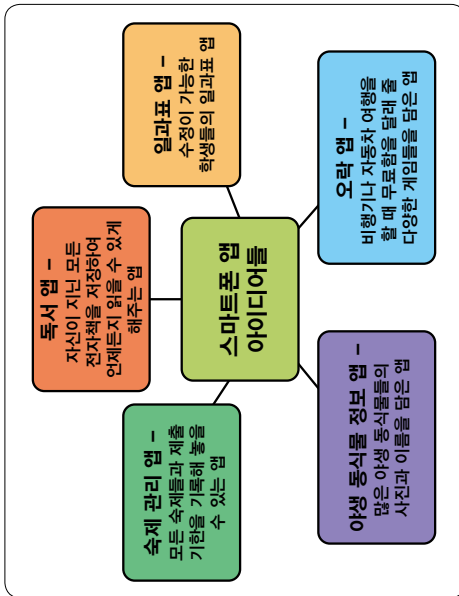 숙제 관리 앱 –
모든 숙제들과 제출
기한을 기록해 놓을
수 있는 앱
독서 앱 –
자신이 지닌 모든
전자책을 저장하여
언제든지 읽을 수 있게
해주는 앱
일과표 앱 –
수정이 가능한
학생들의 일과표 앱
스마트폰 앱
아이디어들
야생 동식물 정보 앱 –
많은 야생 동식물들의
사진과 이름을 담은 앱
오락 앱 –
비행기나 자동차 여행을
할 때 무료함을 달래 줄
다양한 게임들을 담은 앱